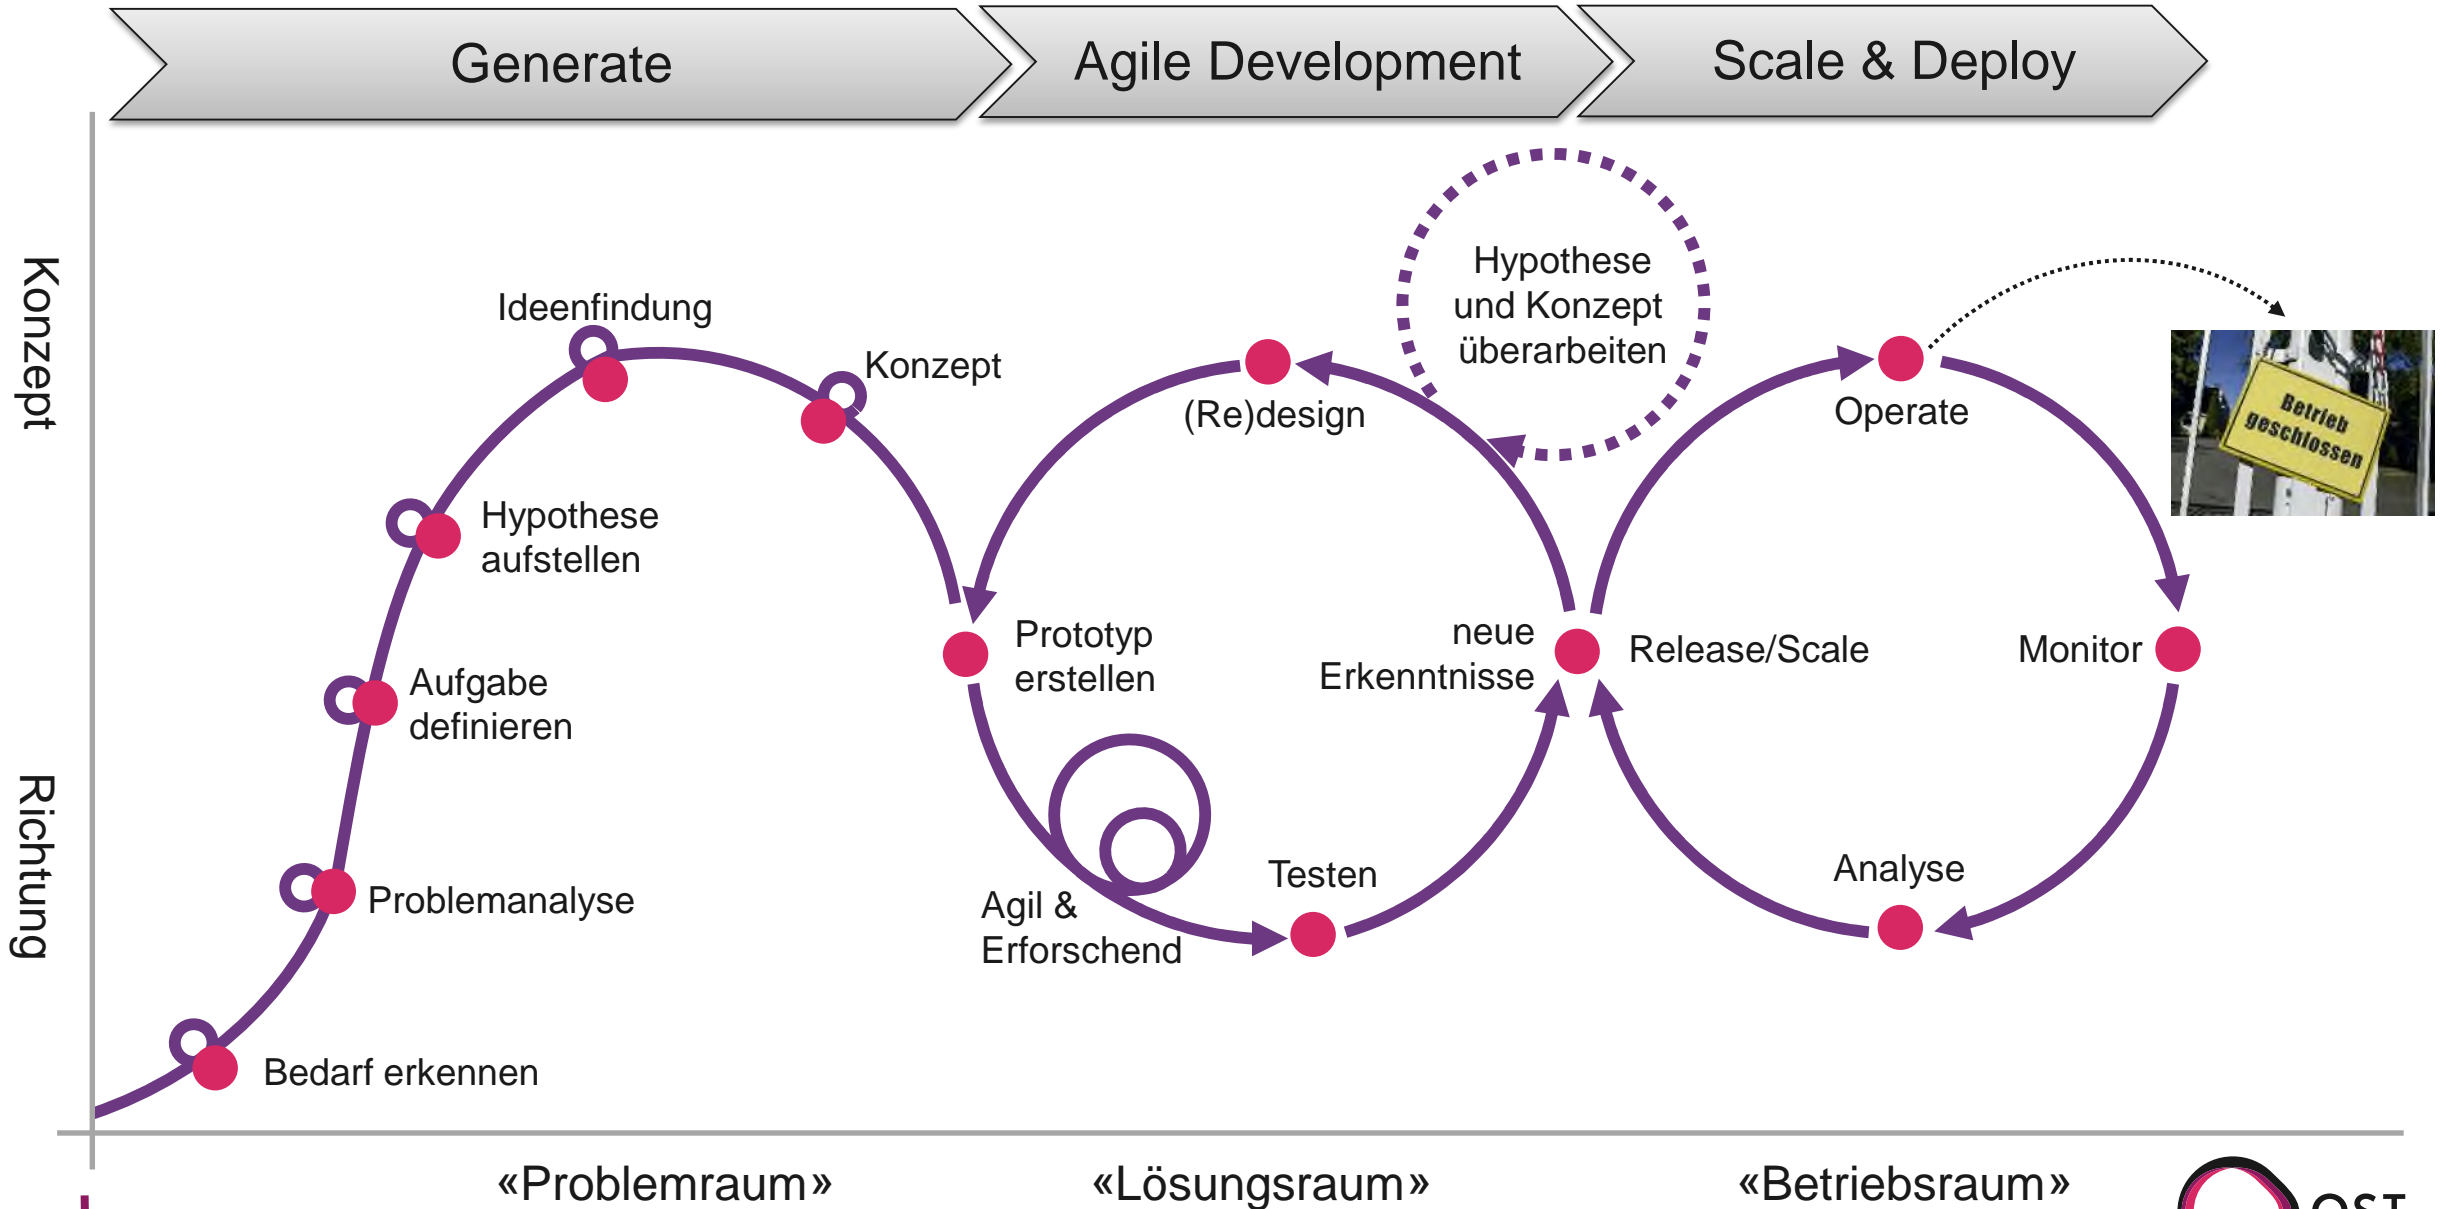 Generate
Agile Development
Scale & Deploy
Konzept
Richtung
Ideenfindung
Konzept
Hypothese
aufstellen
Aufgabe
definieren
Problemanalyse
Bedarf erkennen
Hypothese
und Konzept
überarbeiten
(Re)design
Prototyp
erstellen
neue
Erkenntnisse
Agil &
Erforschend
Testen
Operate
Release/Scale
Monitor
Analyse
Betrieb
geschlossen
«Problemraum»
«Lösungsraum»
«Betriebsraum»
OST